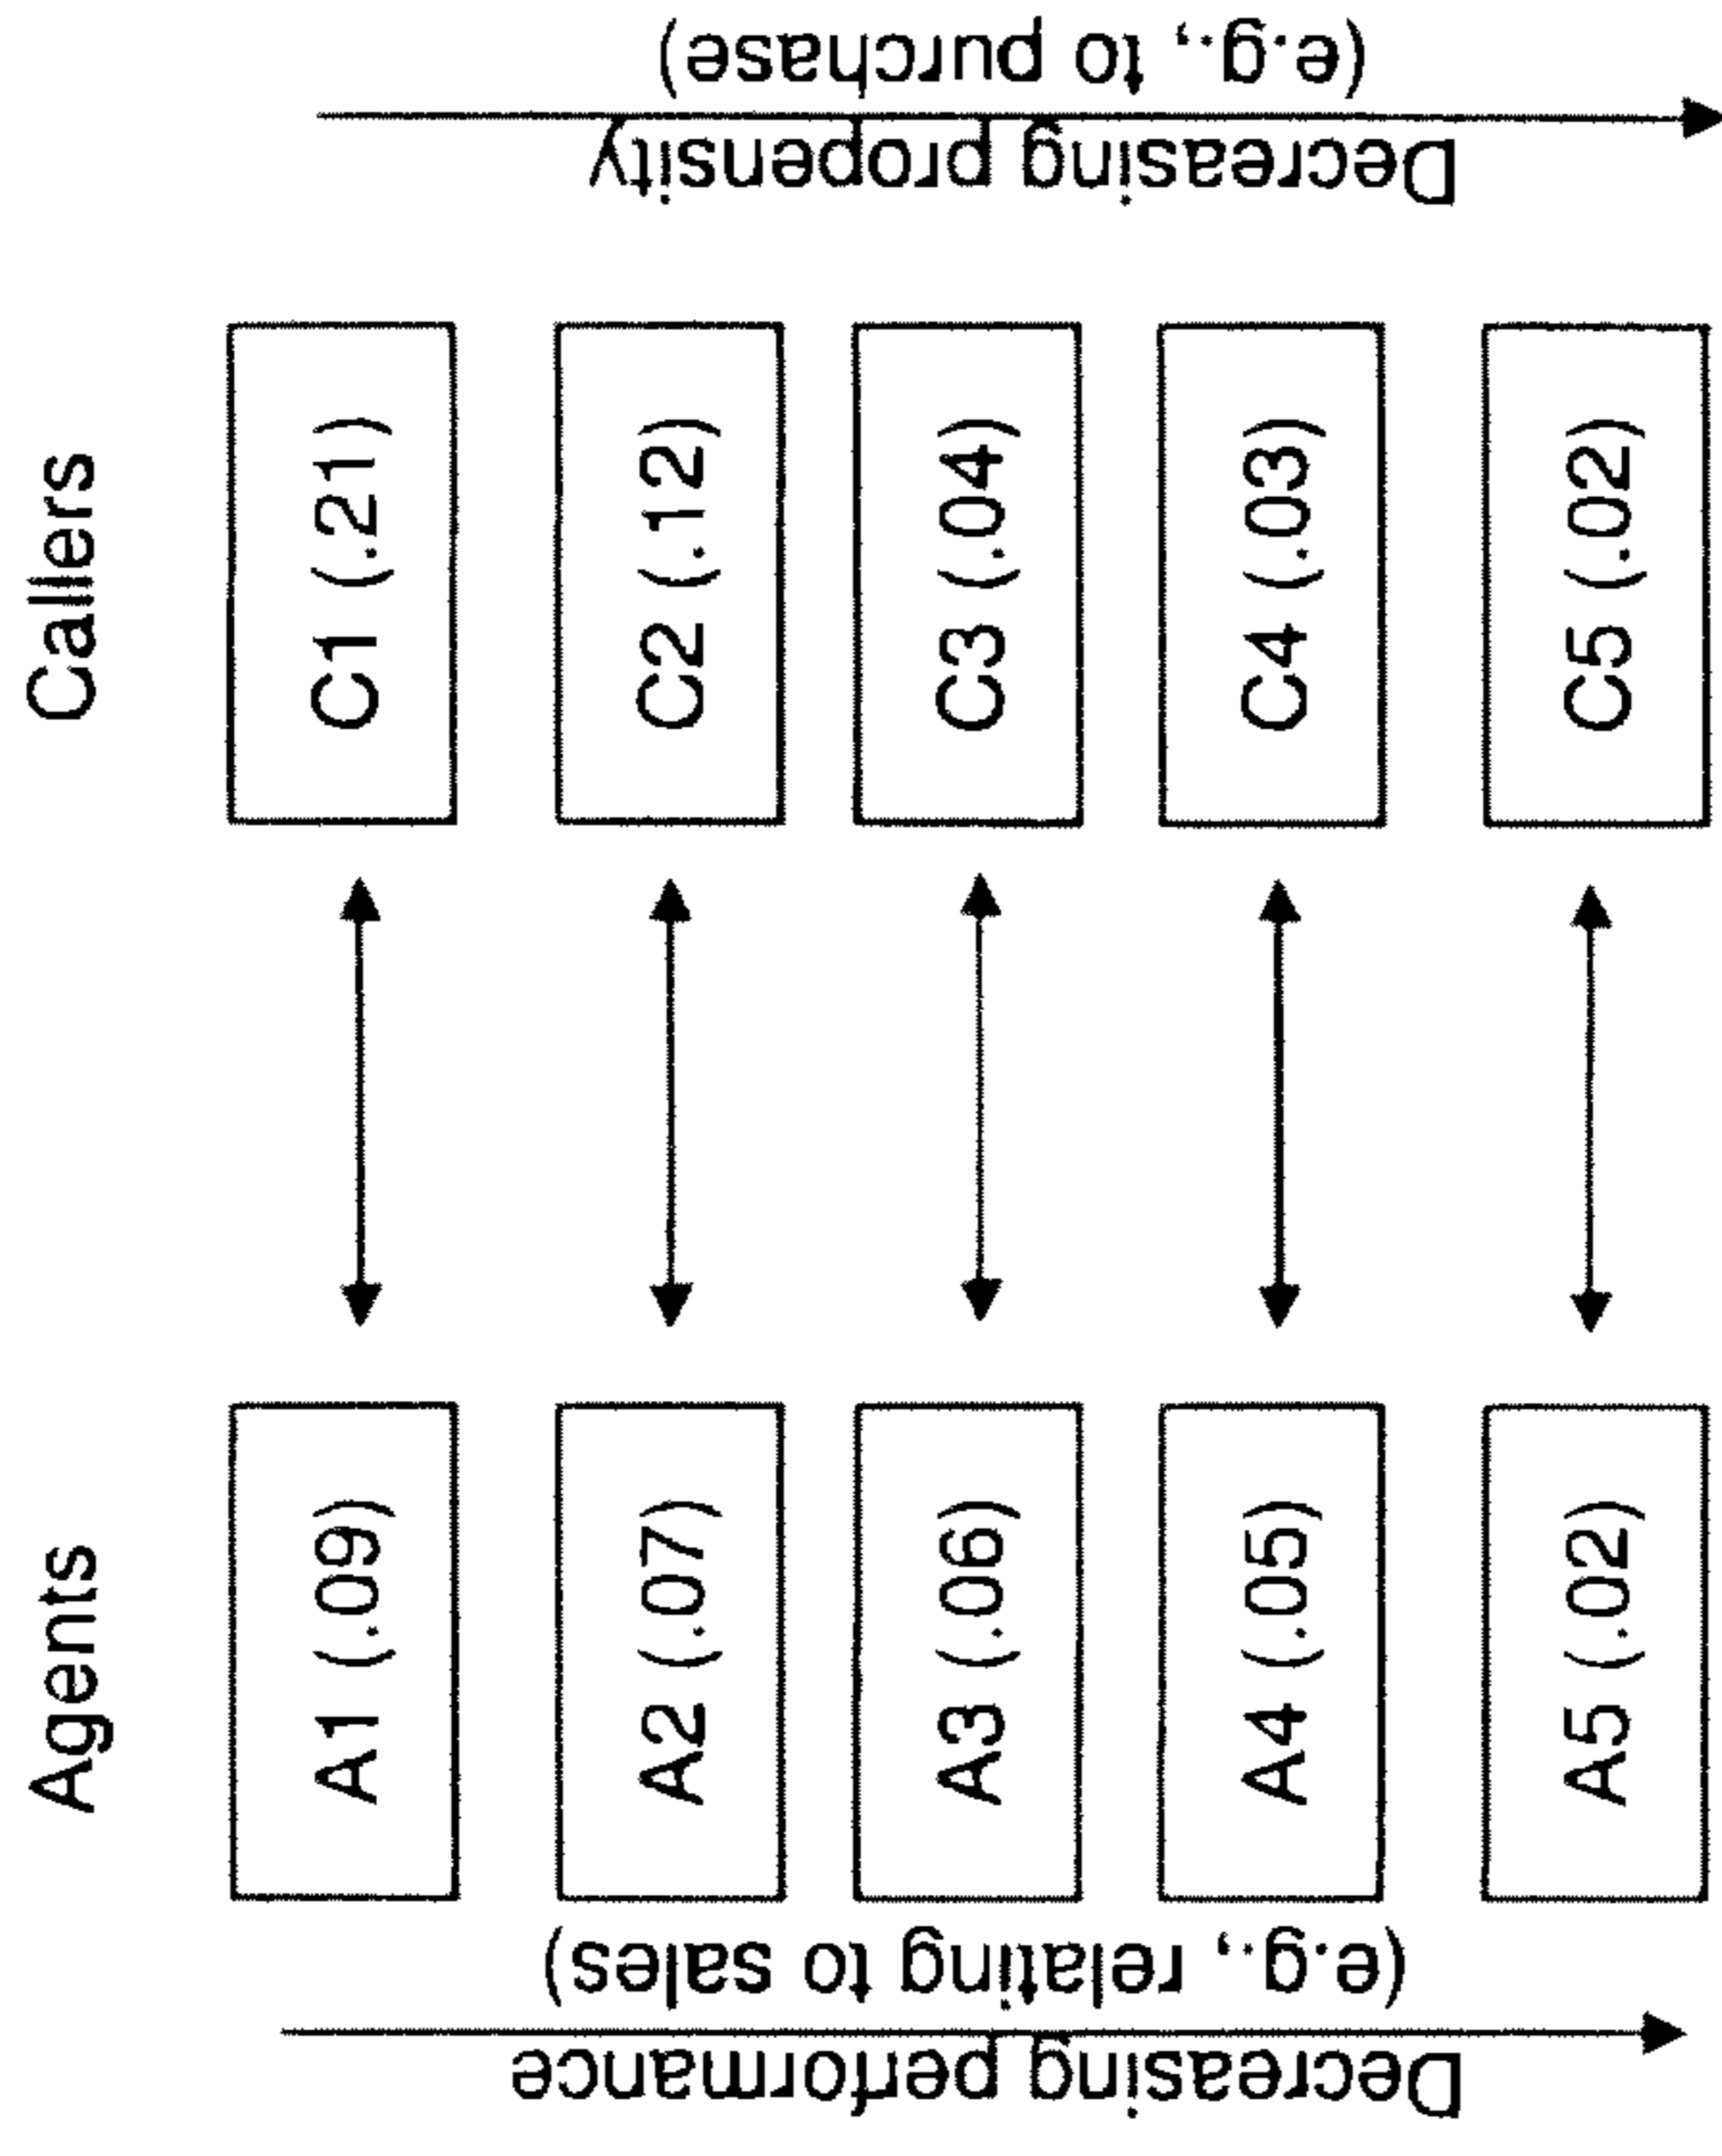 Agents
Callers
A1 (.09)
C1 (.21)
A2 (.07)
C2 (.12)
A3 (.06)
C3 (.04)
A4 (.05)
C4 (.03)
A5 (.02)
C5 (.02)
Decreasing performance
(e.g., relating to sales)
Decreasing propensity
(e.g., to purchase)